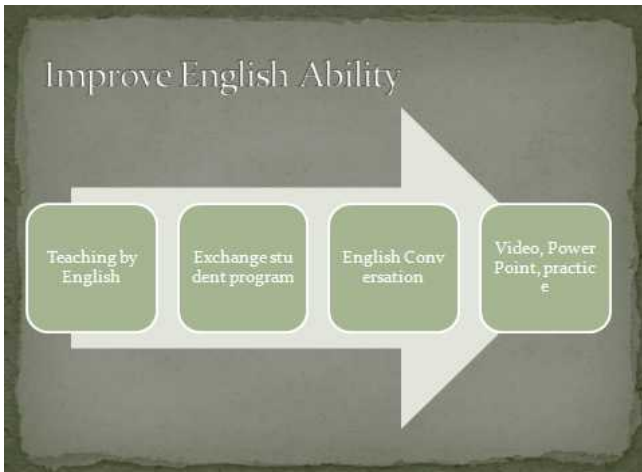 Improve English Ability
Teaching by
English
Exchange stu
dent program
English Conv
ersation
Video, Power
Point, practic
e